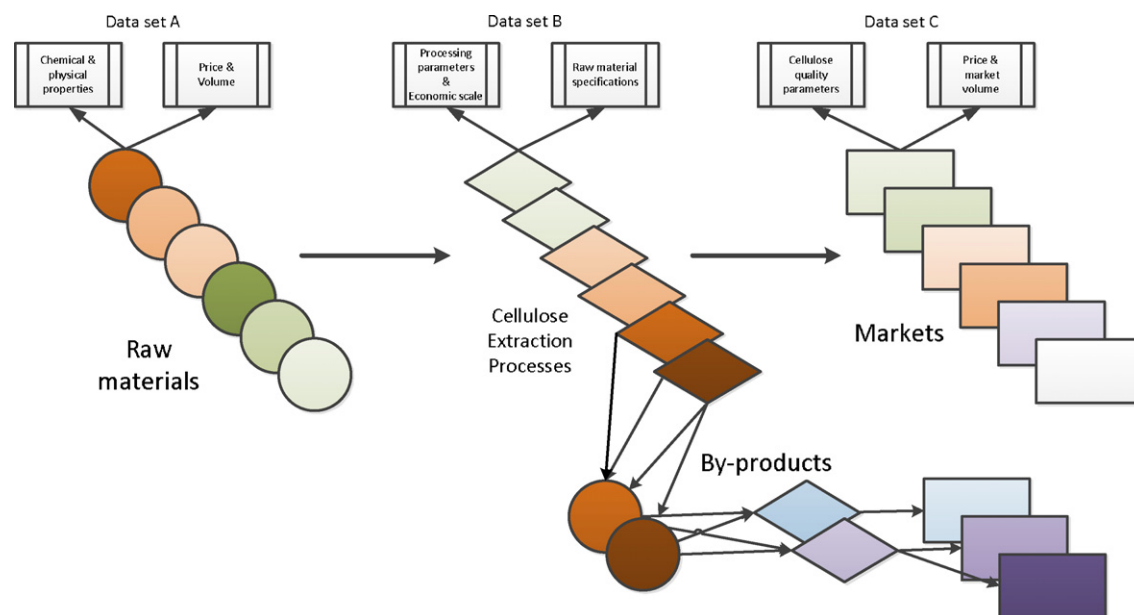 Data set A
Data set B
Data set C
Chemical &
physical
properties
Price &
Volume
Processing
parameters
&
Economic scale
Raw material
specifications
Cellulose
quality
parameters
Price &
market
volume
Raw
materials
Cellulose
Extraction
Processes
Markets
By-products